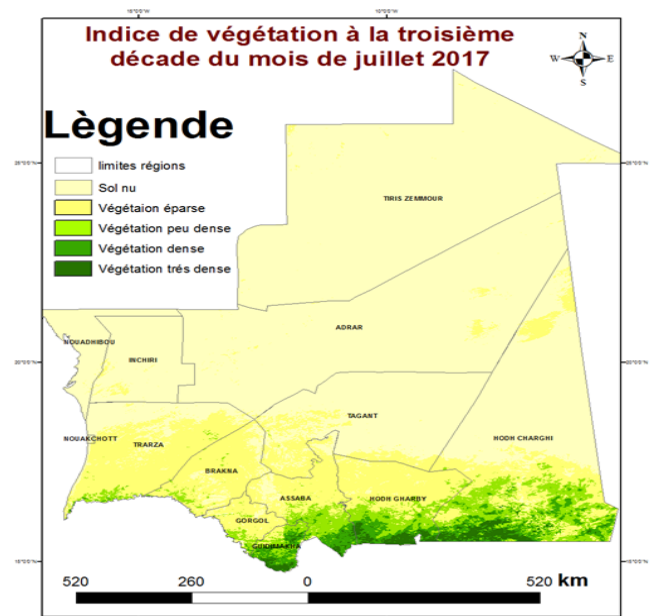 Indice de végétation à la troisième
décade du mois de juillet 2017
N
W E
S
Lègende
limites régions
Sol nu
Végétaion éparse
Végétation peu dense
Végétation dense
Végétation trés dense
TIRIS ZEMMOUR
ADRAR
NOUADHIBOU
INCHIRI
TAGANT
NOUAKCHOTT
TRARZA
HODH CHARGHI
BRAKNA
ASSABA
HODH GHARBY
GORGOL
GUIDIMAKHA
520 260 0 520 km